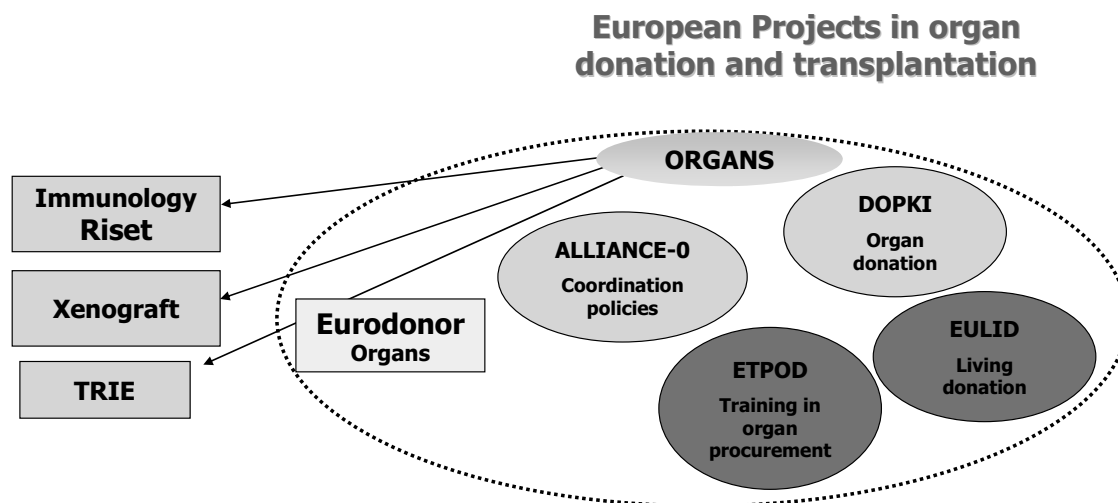 European Projects in organ
donation and transplantation
ORGANS
Immunology
Riset
Xenograft
TRIE
Eurodonor
Organs
ALLIANCE-0
Coordination
policies
DOPKI
Organ
donation
EULID
Living
donation
ETPOD
Training in
organ
procurement